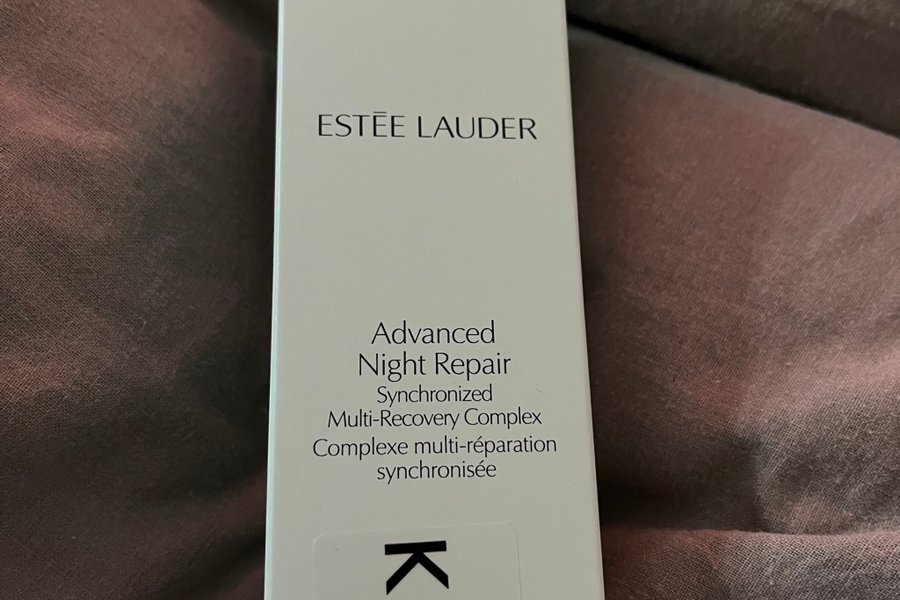 ESTĒE LAUDER
Advanced
Night Repair
Synchronized
Multi-Recovery Complex
Complexe multi-réparation
synchronisée
K